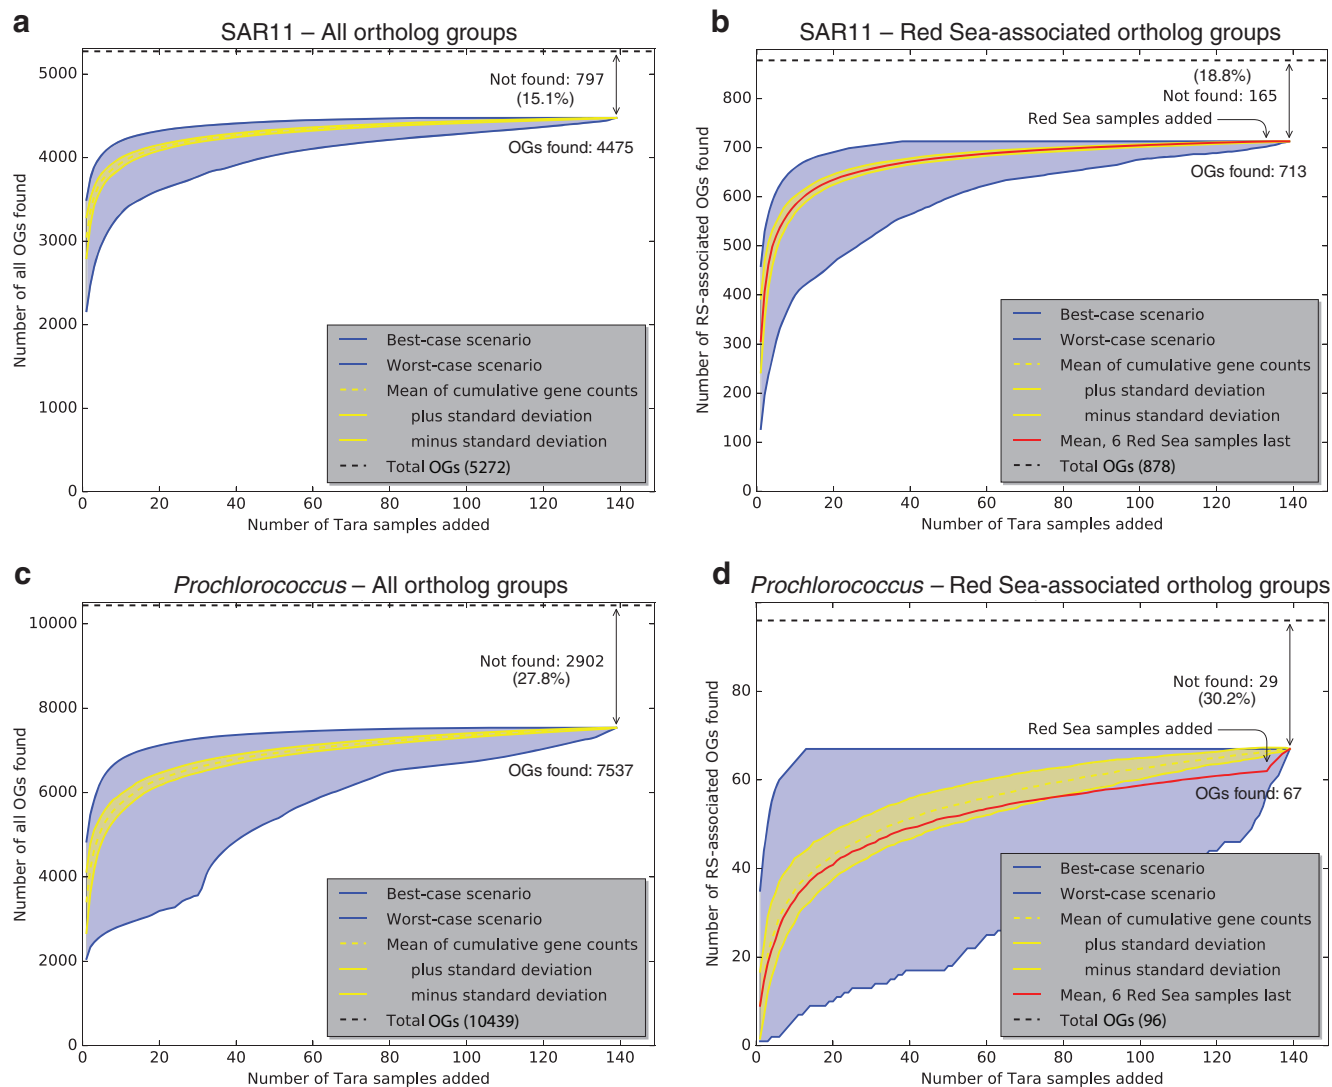 a
SAR11 – All ortholog groups
Number of all OGs found
5000
4000
3000
2000
1000
0
Not found: 797
(15.1%)
OGs found: 4475
Best-case scenario
Worst-case scenario
Mean of cumulative gene counts
plus standard deviation
minus standard deviation
Total OGs (5272)
0 20 40 60 80 100 120 140
Number of Tara samples added
b
SAR11 – Red Sea-associated ortholog groups
Number of RS-associated OGs found
800
700
600
500
400
300
200
100
0
(18.8%)
Not found: 165
Red Sea samples added
OGs found: 713
Best-case scenario
Worst-case scenario
Mean of cumulative gene counts
plus standard deviation
minus standard deviation
Mean, 6 Red Sea samples last
Total OGs (878)
0 20 40 60 80 100 120 140
Number of Tara samples added
c
Prochlorococcus – All ortholog groups
Number of all OGs found
10000
8000
6000
4000
2000
0
Not found: 2902
(27.8%)
OGs found: 7537
Best-case scenario
Worst-case scenario
Mean of cumulative gene counts
plus standard deviation
minus standard deviation
Total OGs (10439)
0 20 40 60 80 100 120 140
Number of Tara samples added
d
Prochlorococcus – Red Sea-associated ortholog groups
Number of RS-associated OGs found
80
60
40
20
0
Not found: 29
(30.2%)
Red Sea samples added
OGs found: 67
Best-case scenario
Worst-case scenario
Mean of cumulative gene counts
plus standard deviation
minus standard deviation
Mean, 6 Red Sea samples last
Total OGs (96)
0 20 40 60 80 100 120 140
Number of Tara samples added